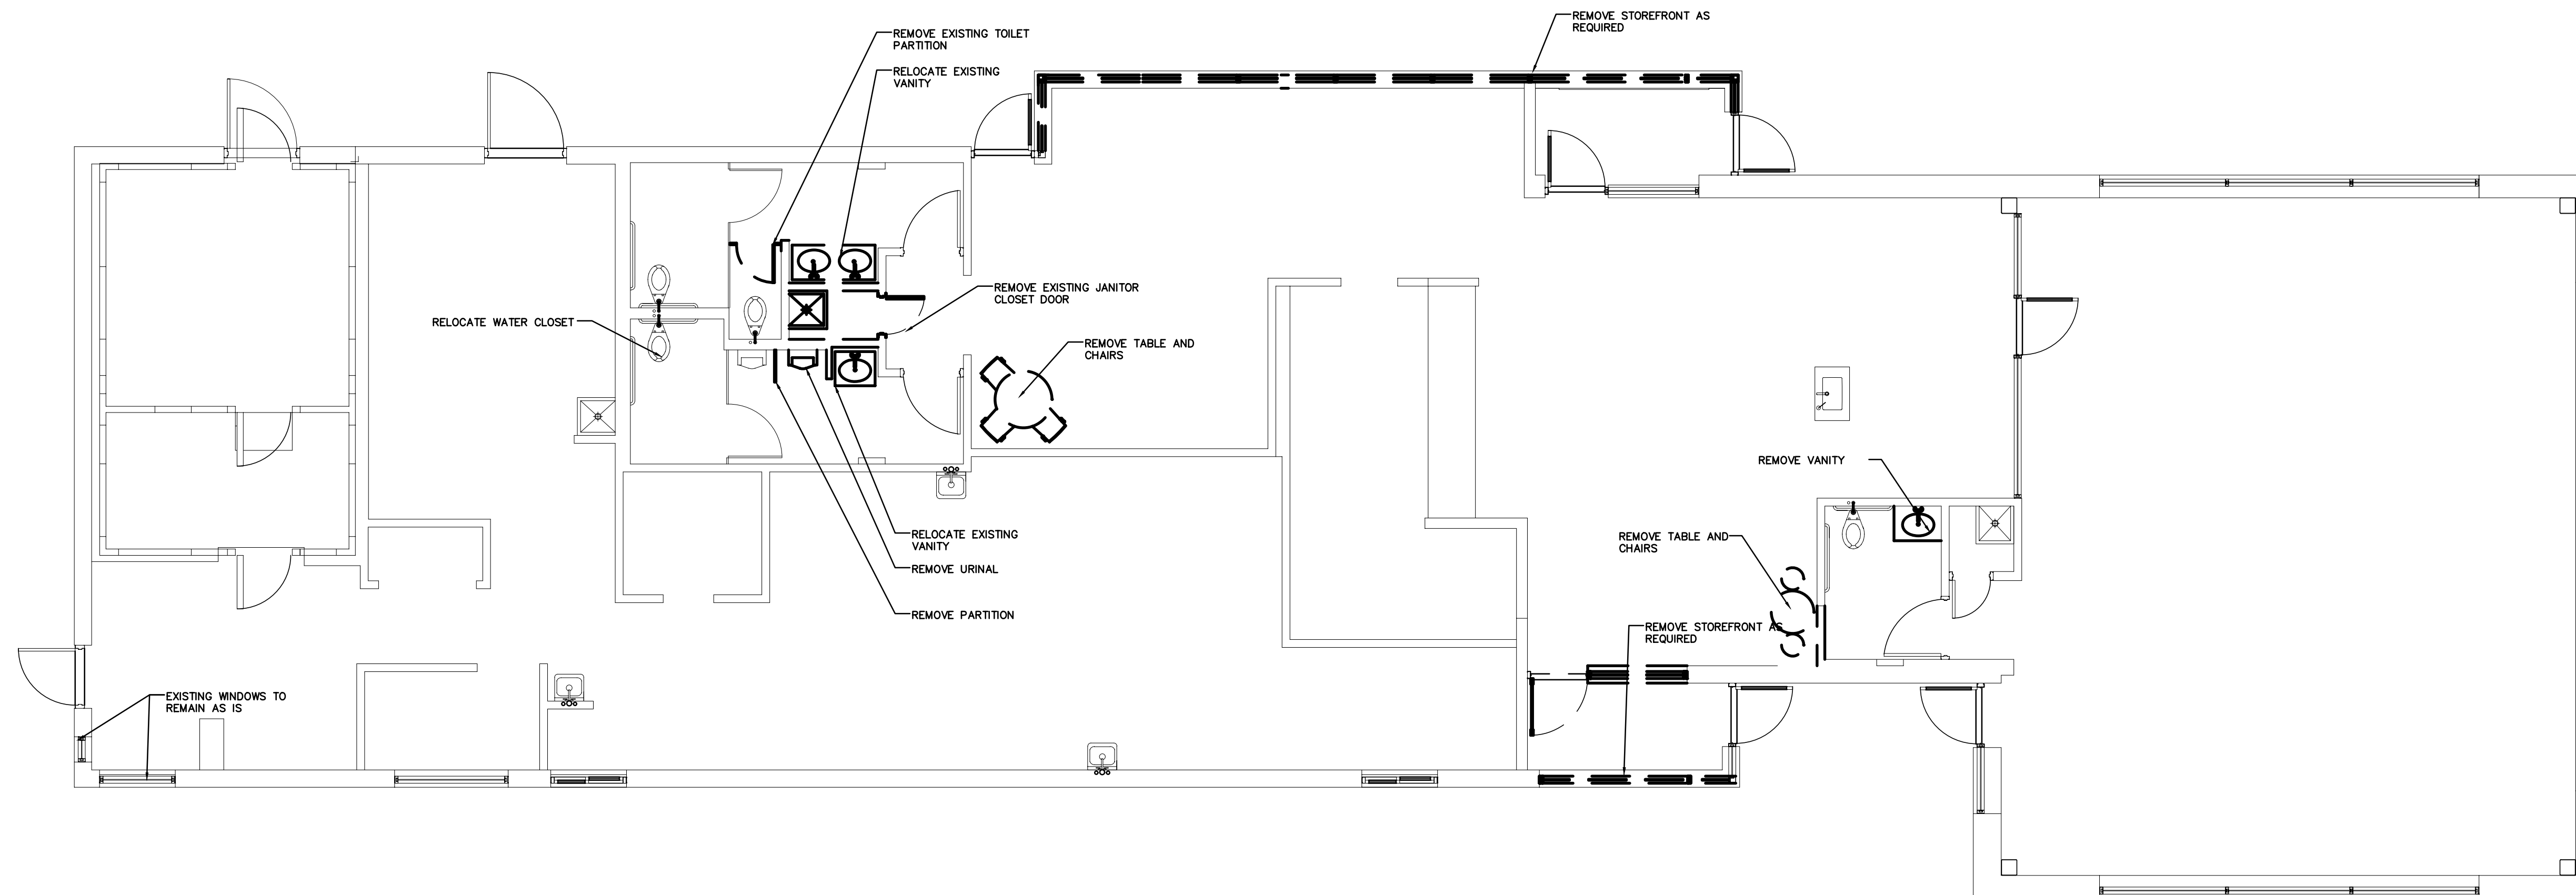 REMOVE STOREFRONT AS
REQUIRED
REMOVE EXISTING TOILET
PARTITION
RELOCATE EXISTING
VANITY
REMOVE EXISTING JANITOR
CLOSET DOOR
RELOCATE WATER CLOSET
REMOVE TABLE AND
CHAIRS
REMOVE VANITY
RELOCATE EXISTING
VANITY
REMOVE TABLE AND
CHAIRS
REMOVE URINAL
REMOVE PARTITION
REMOVE STOREFRONT AS
REQUIRED
EXISTING WINDOWS TO
REMAIN AS IS